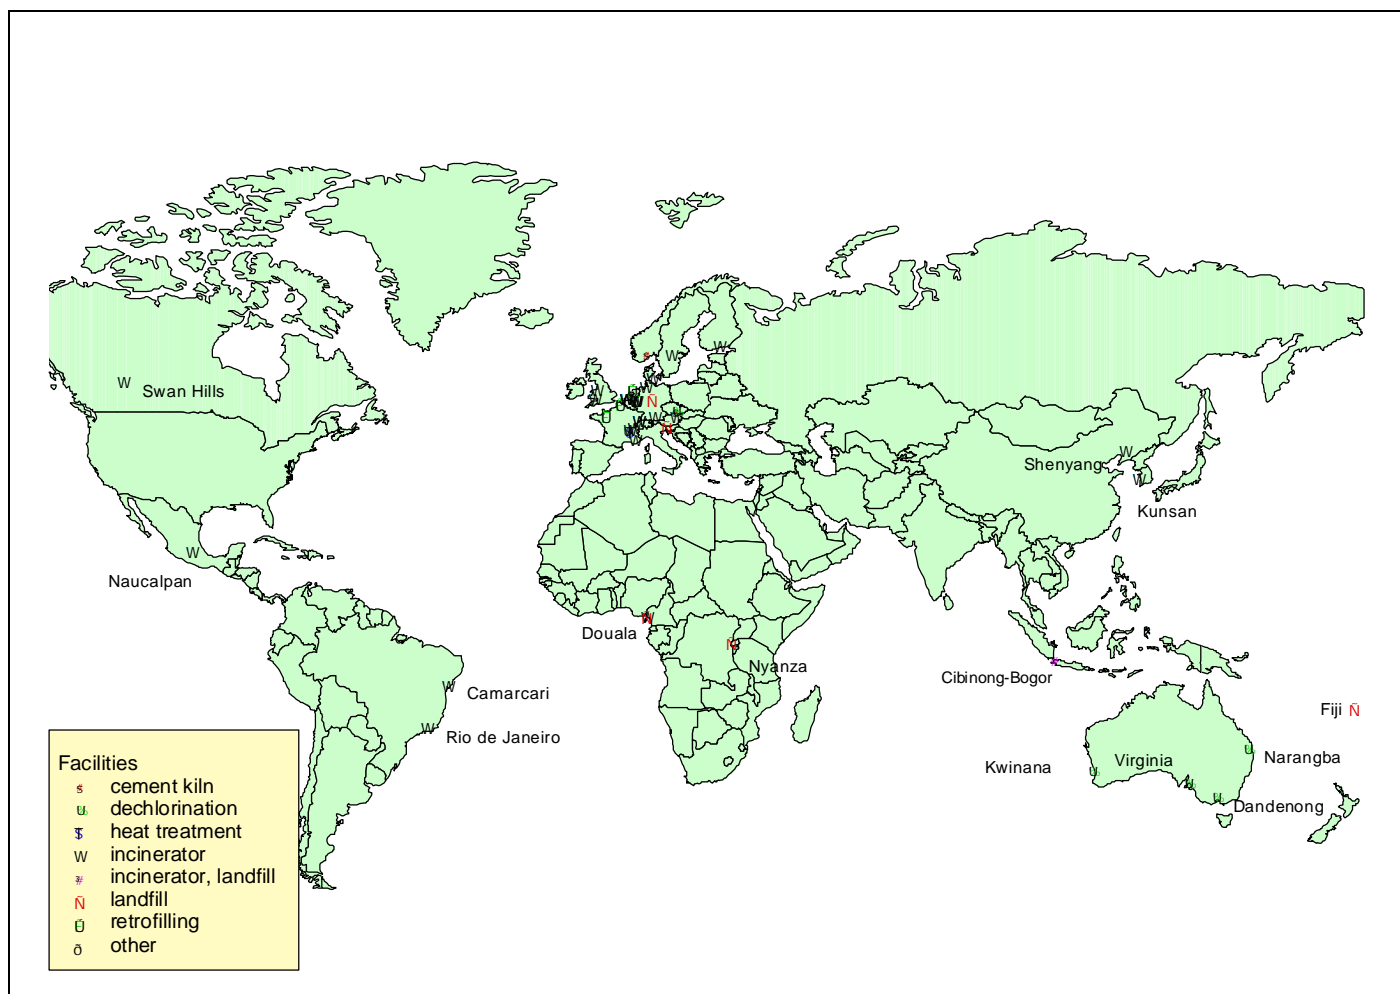 W
Swan Hills
W
Naucalpan
W
Camarcari
W
Rio de Janeiro
W
W
Ñ
Shenyang
W
W
Kunsan
Douala
Ñ
Nyanza
Cibinong-Bogor
Fiji Ñ
Kwinana
Virginia
Narangba
Dandenong
Facilities
cement kiln
dechlorination
heat treatment
W incinerator
incinerator, landfill
Ñ landfill
retrofilling
ð other